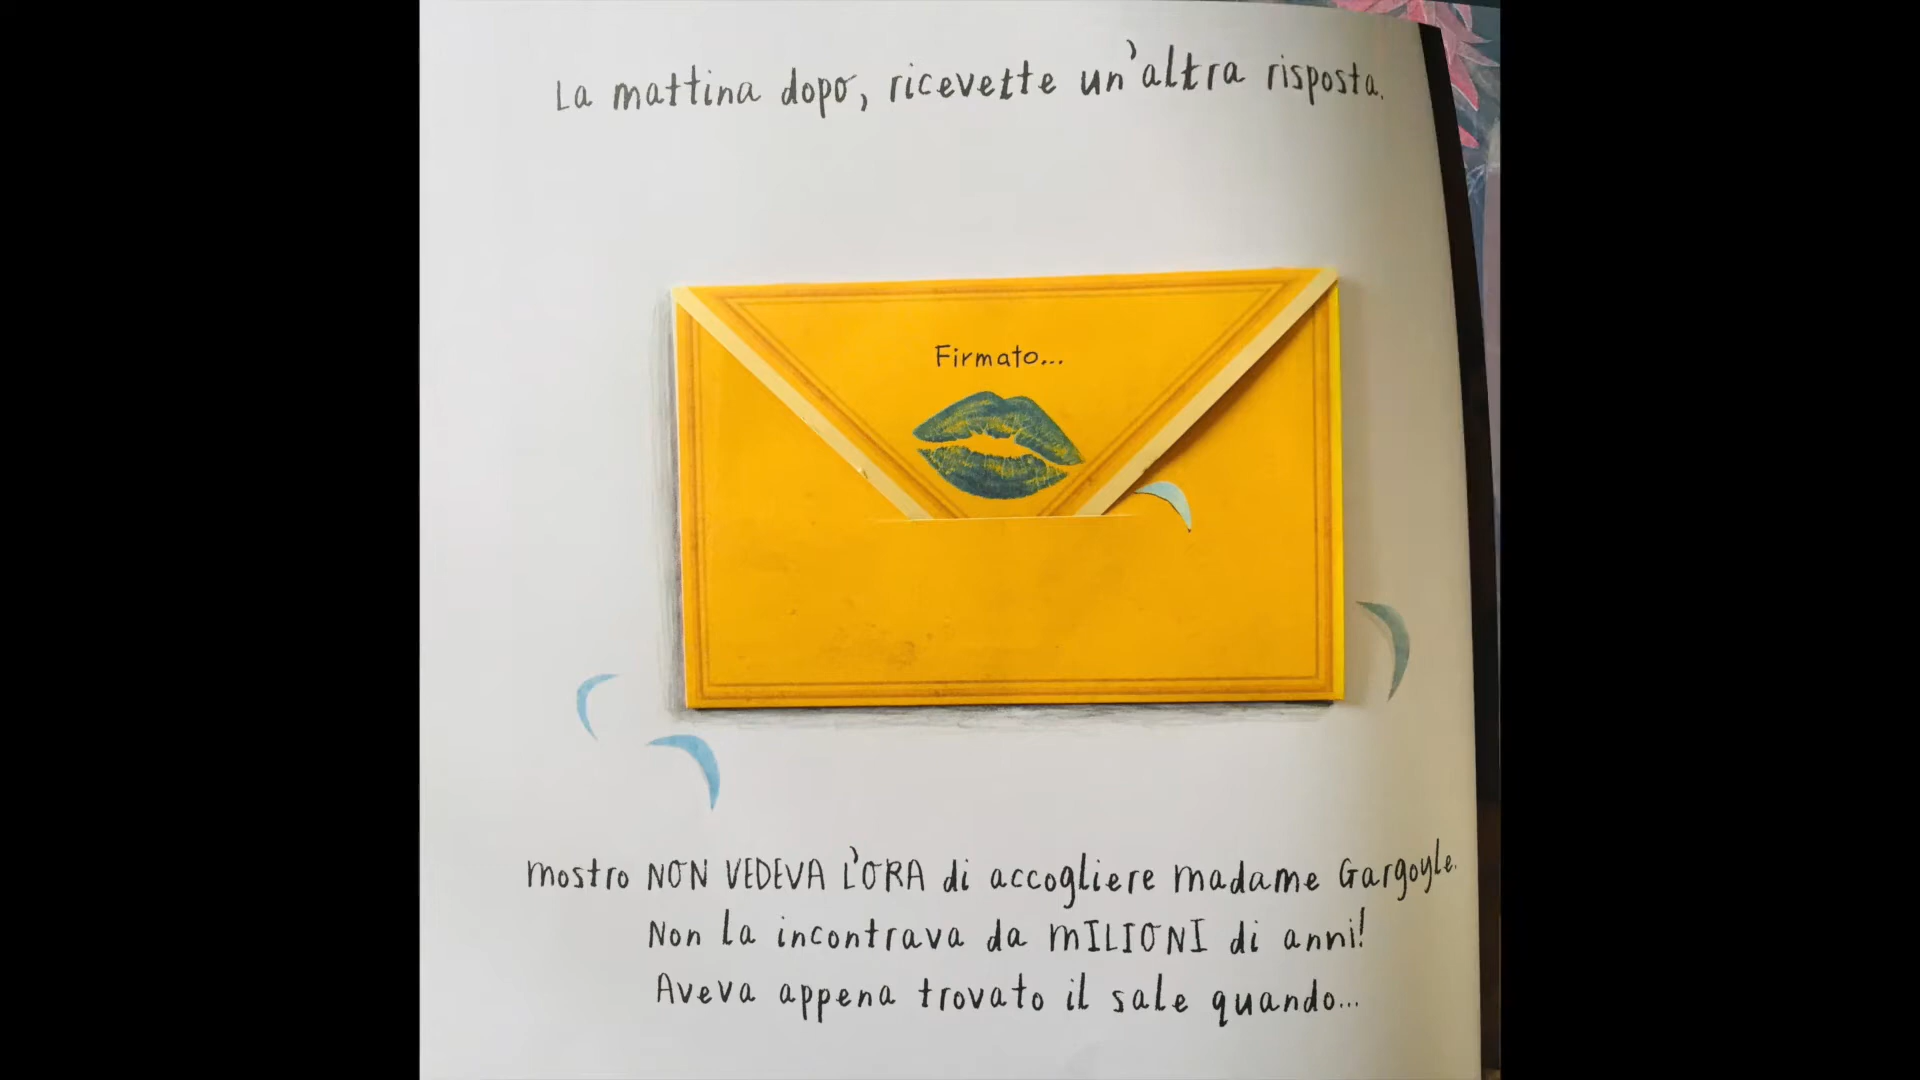 La mattina dopo, ricevette un'altra risposta.
Firmato...
Mostro NON VEDEVA L'ORA di accogliere Madame Gargoyle.
Non la incontrava da MILIONI di anni!
Aveva appena trovato il sale quando...